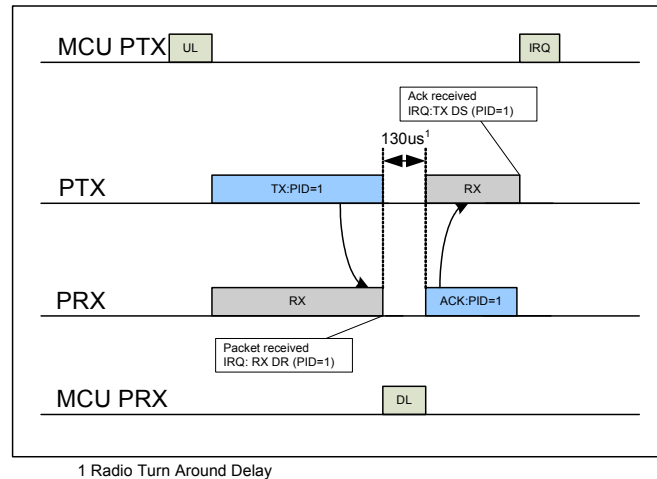 MCU PTX
UL
IRQ
Ack received
IRQ:TX DS (PID=1)
130us1
PTX
TX:PID=1
RX
PRX
RX
ACK:PID=1
Packet received
IRQ: RX DR (PID=1)
MCU PRX
DL
1 Radio Turn Around Delay